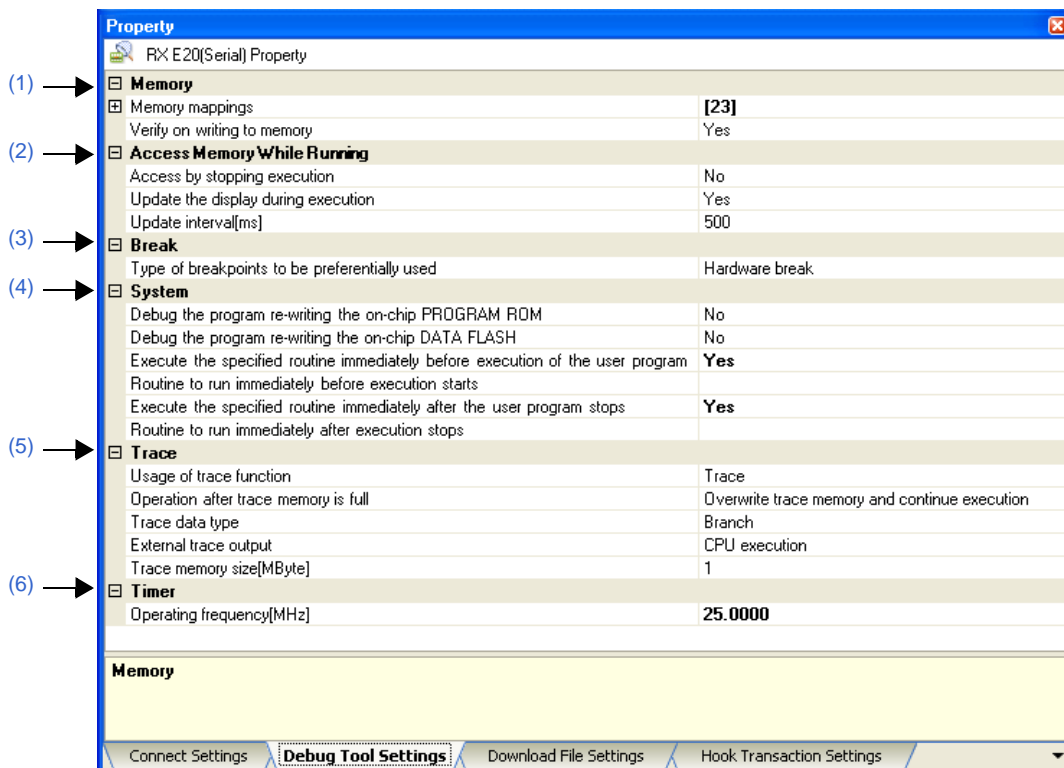 Property
RX E20(Serial) Property
(1) Memory
Memory mappings [23]
Verify on writing to memory Yes
(2) Access Memory While Running
Access by stopping execution No
Update the display during execution Yes
Update interval[ms] 500
(3) Break
Type of breakpoints to be preferentially used Hardware break
(4) System
Debug the program re-writing the on-chip PROGRAM ROM No
Debug the program re-writing the on-chip DATA FLASH No
Execute the specified routine immediately before execution of the user program Yes
Routine to run immediately before execution starts
Execute the specified routine immediately after the user program stops Yes
Routine to run immediately after execution stops
(5) Trace
Usage of trace function Trace
Operation after trace memory is full Overwrite trace memory and continue execution
Trace data type Branch
External trace output CPU execution
Trace memory size[MByte] 1
(6) Timer
Operating frequency[MHz] 25.0000
Memory
Connect Settings Debug Tool Settings Download File Settings Hook Transaction Settings